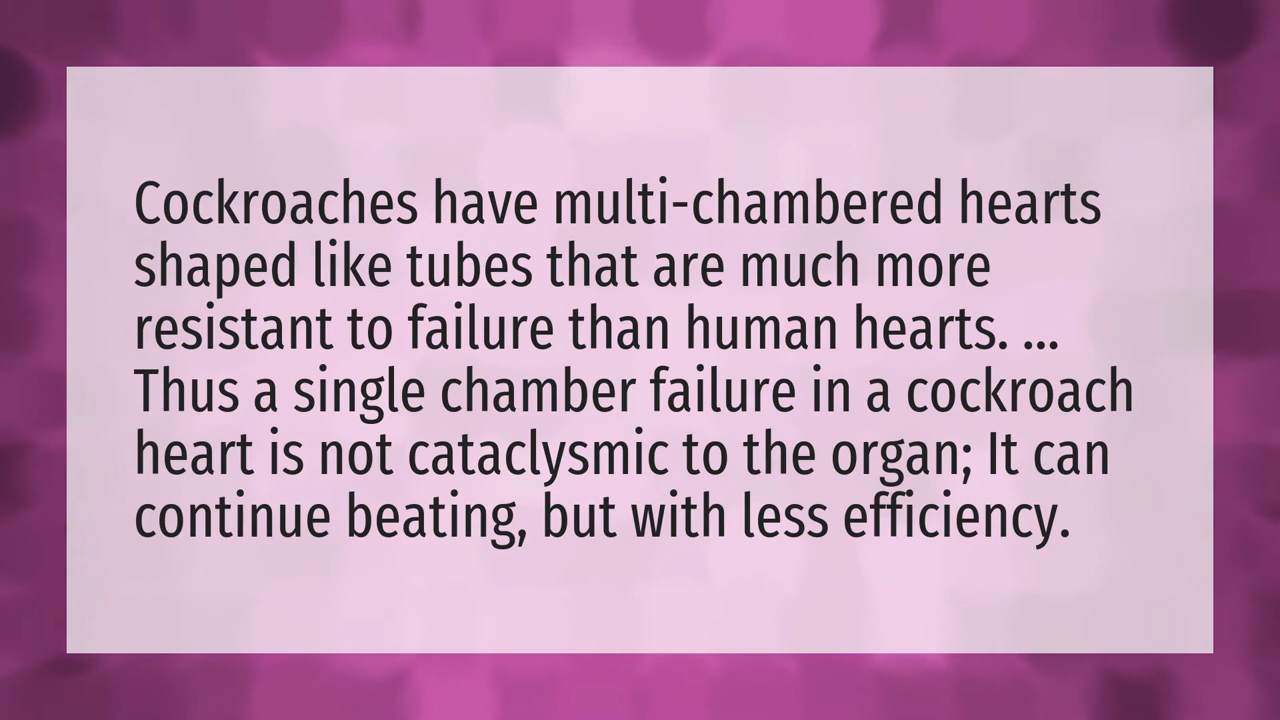 Cockroaches have multi-chambered hearts
shaped like tubes that are much more
resistant to failure than human hearts. ...
Thus a single chamber failure in a cockroach
heart is not cataclysmic to the organ; It can
continue beating, but with less efficiency.